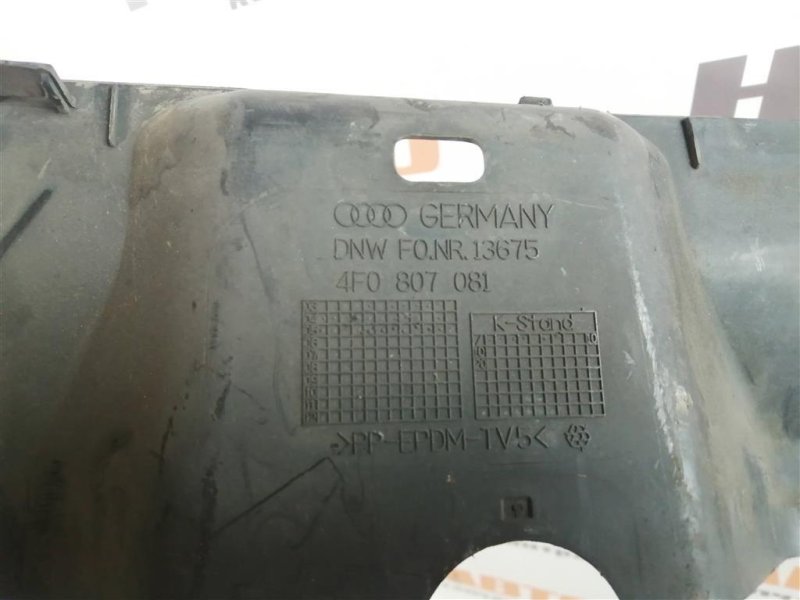 GERMANY
DNW FO.NR.13675
4F0 807 081
K-Stand
>PP-EPDM-TV5<